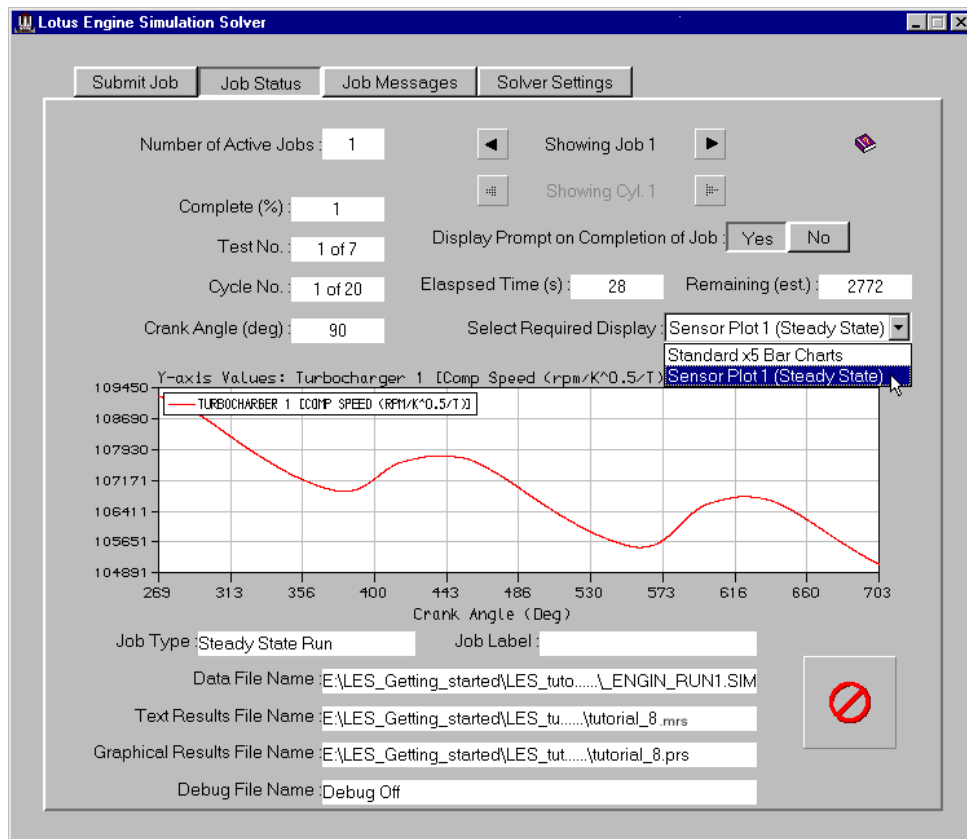 Lotus Engine Simulation Solver
Submit Job Job Status Job Messages Solver Settings
Number of Active Jobs : 1 Showing Job 1
Showing Cyl. 1
Complete (%) : 1
Display Prompt on Completion of Job : Yes No
Test No. : 1 of 7
Cycle No. : 1 of 20 Elaspsed Time (s) : 28 Remaining (est.) : 2772
Crank Angle (deg) : 90 Select Required Display : Sensor Plot 1 (Steady State)
Standard x5 Bar Charts
Sensor Plot 1 (Steady State)
Y-axis Values: Turbocharger 1 [Comp Speed (rpm/K^0.5/T)
TURBOCHARGER 1 [COMP SPEED (RPM/K^0.5/T)]
109450
108690
107930
107171
106411
105651
104891
269 313 356 400 443 486 530 573 616 660 703
Crank Angle (Deg)
Job Type : Steady State Run Job Label :
Data File Name : E:\LES_Getting_started\LES_tuto......\_ENGIN_RUN1.SIM
Text Results File Name : E:\LES_Getting_started\LES_tu......\tutorial_8.mrs
Graphical Results File Name : E:\LES_Getting_started\LES_tut......\tutorial_8.prs
Debug File Name : Debug Off